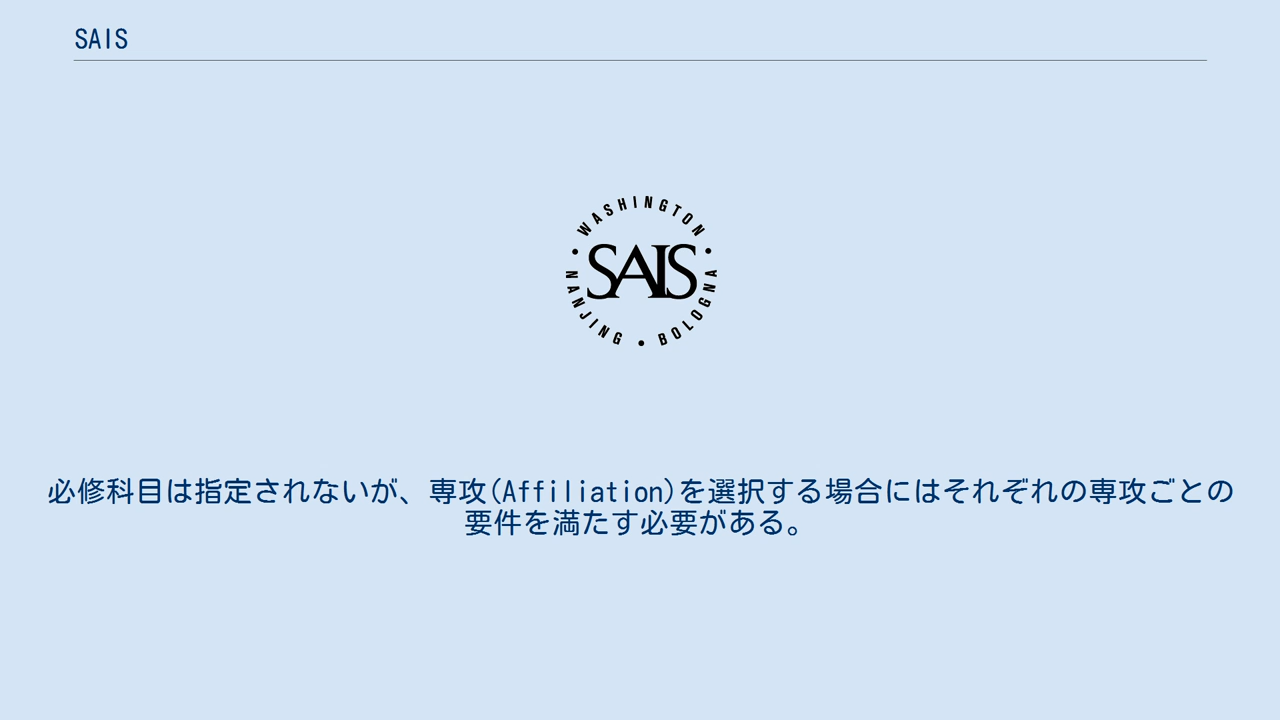 SAIS
WASHINGTON
SAIS
NANJING • BOLOGNA
必修科目は指定されないが、専攻(Affiliation)を選択する場合にはそれぞれの専攻ごとの
要件を満たす必要がある。